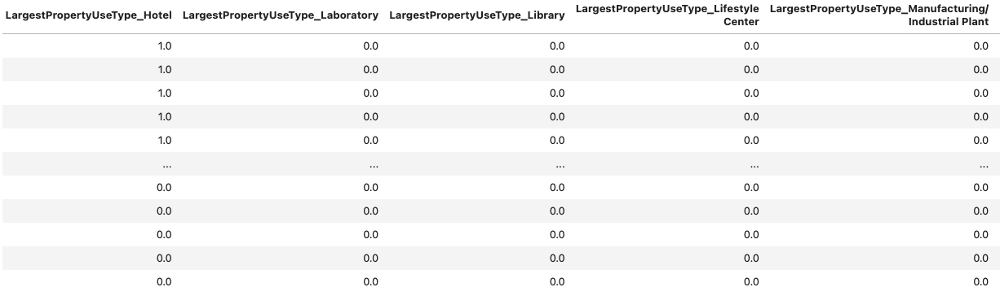 LargestPropertyUseType_Hotel LargestPropertyUseType_Laboratory LargestPropertyUseType_Library LargestPropertyUseType_Lifestyle Center LargestPropertyUseType_Manufacturing/ Industrial Plant
1.0 0.0 0.0 0.0 0.0
1.0 0.0 0.0 0.0 0.0
1.0 0.0 0.0 0.0 0.0
1.0 0.0 0.0 0.0 0.0
1.0 0.0 0.0 0.0 0.0
... ... ... ... ...
0.0 0.0 0.0 0.0 0.0
0.0 0.0 0.0 0.0 0.0
0.0 0.0 0.0 0.0 0.0
0.0 0.0 0.0 0.0 0.0
0.0 0.0 0.0 0.0 0.0